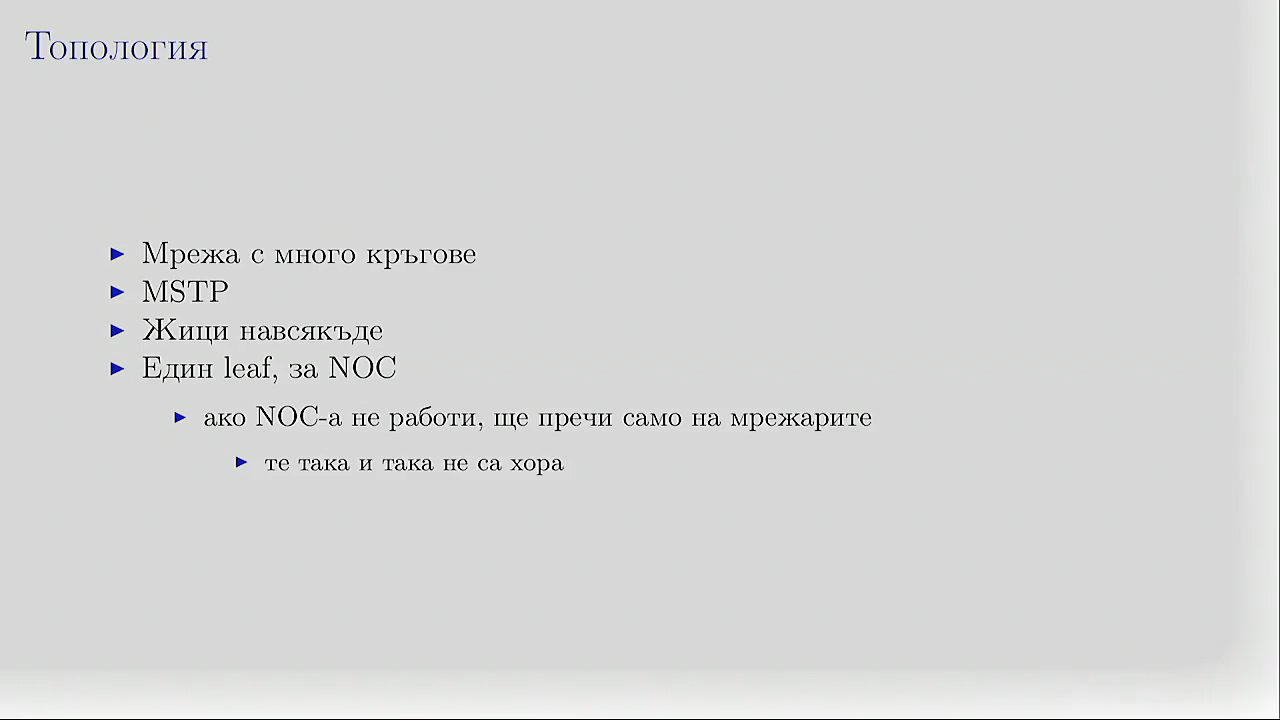 Топология
Мрежа с много кръгове
MSTP
Жици навсякъде
Един leaf, за NOC
ако NOC-а не работи, ще пречи само на мрежарите
те така и така не са хора